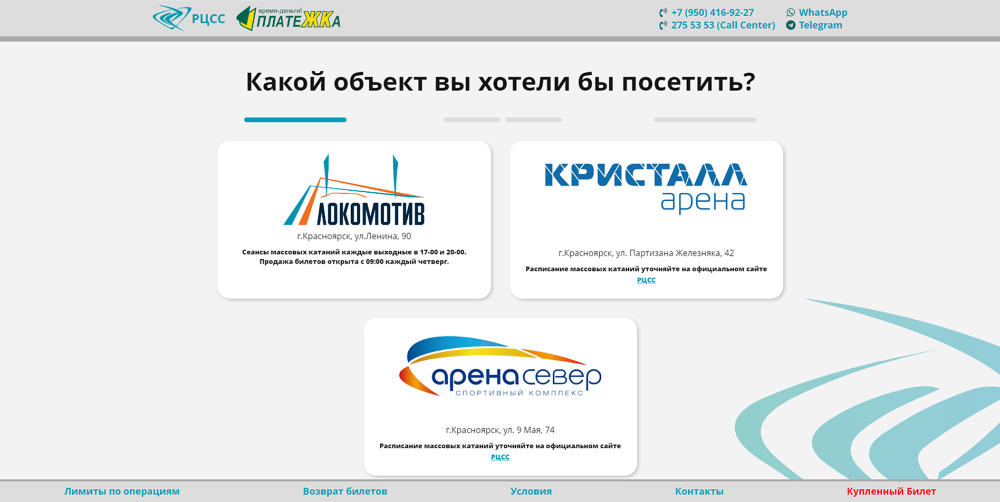 РЦСС
время-деньги!
ПЛАТЕЖКА
+7 (950) 416-92-27
275 53 53 (Call Center)
WhatsApp
Telegram
Какой объект вы хотели бы посетить?
ЛОКОМОТИВ
г.Красноярск, ул.Ленина, 90
Сеансы массовых катаний каждые выходные в 17-00 и 20-00.
Продажа билетов открыта с 09:00 каждый четверг.
КРИСТАЛЛ
арена
г.Красноярск, ул. Партизана Железняка, 42
Расписание массовых катаний уточняйте на официальном сайте
РЦСС
аренасевер
СПОРТИВНЫЙ КОМПЛЕКС
г.Красноярск, ул. 9 Мая, 74
Расписание массовых катаний уточняйте на официальном сайте
РЦСС
Лимиты по операциям
Возврат билетов
Условия
Контакты
Купленный Билет